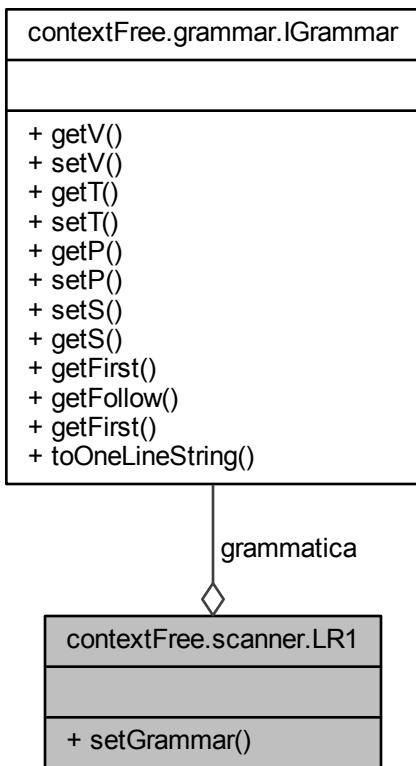 contextFree.grammar.IGrammar
+ getV()
+ setV()
+ getT()
+ setT()
+ getP()
+ setP()
+ setS()
+ getS()
+ getFirst()
+ getFollow()
+ getFirst()
+ toOneLineString()
grammatica
contextFree.scanner.LR1
+ setGrammar()